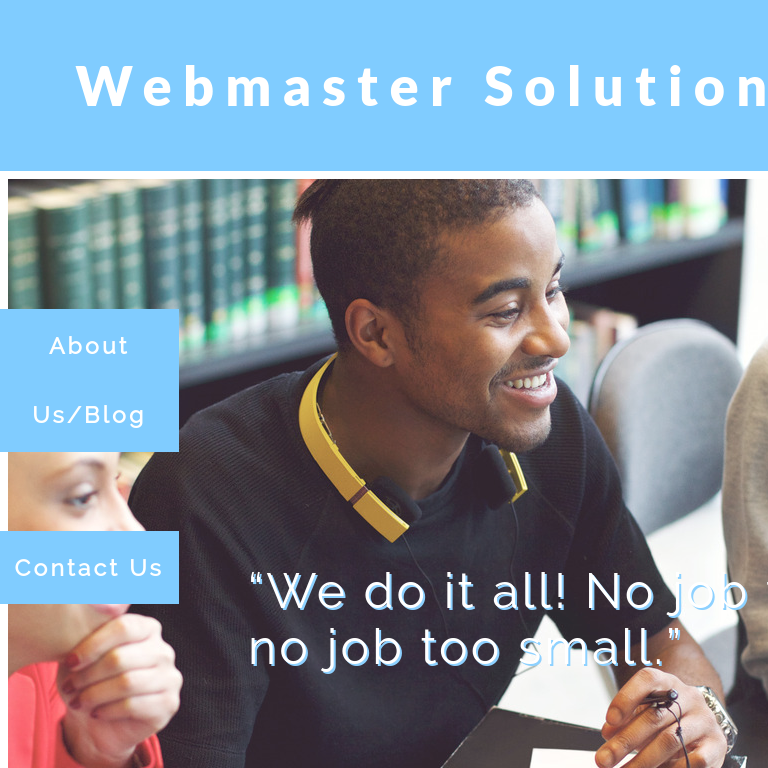 Webmaster Solution
About
Us/Blog
Contact Us
“We do it all! No job
no job too small.”